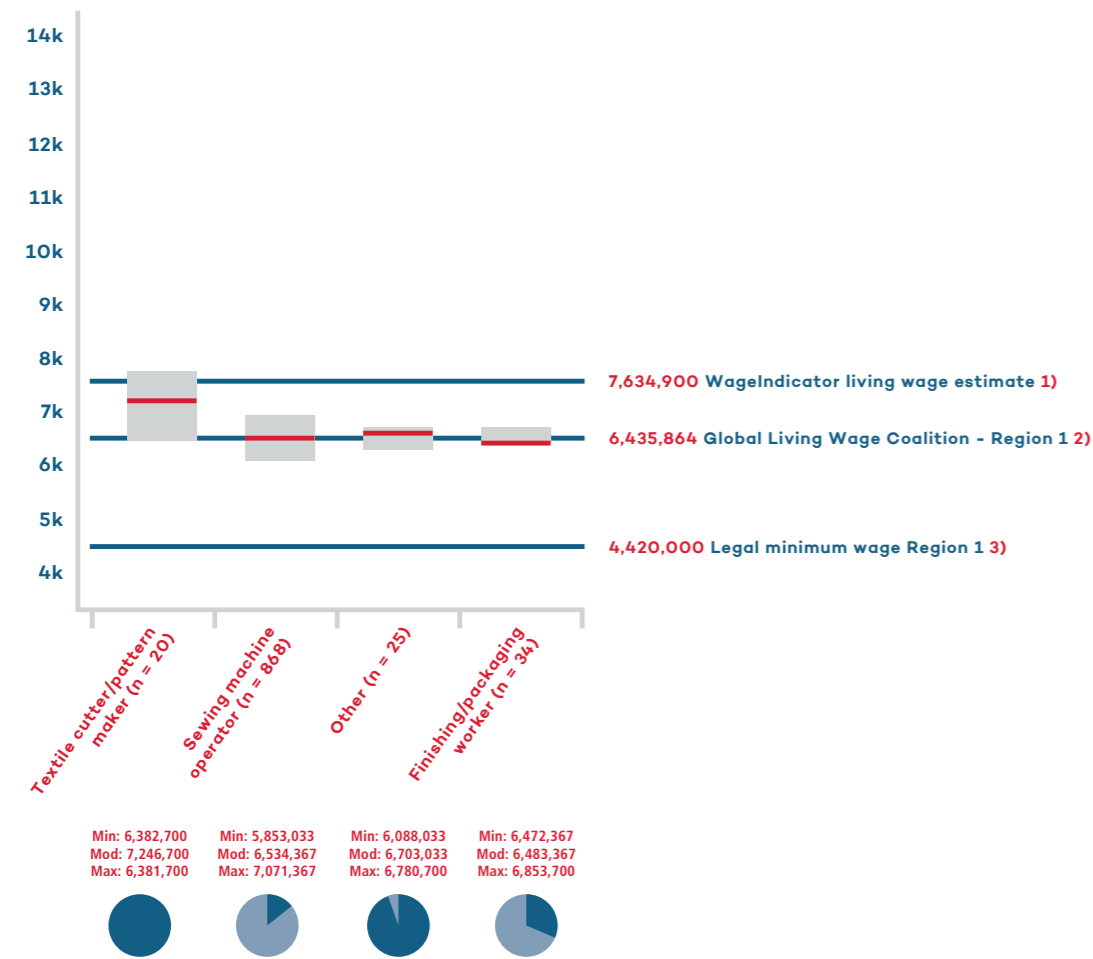 14k
13k
12k
11k
10k
9k
8k
7k
6k
5k
4k
7,634,900 WageIndicator living wage estimate 1)
6,435,864 Global Living Wage Coalition - Region 1 2)
4,420,000 Legal minimum wage Region 1 3)
Textile cutter/pattern
maker (n = 20)
Sewing machine
operator (n = 868)
Other (n = 25)
Finishing/packaging
worker (n = 34)
Min: 6,382,700
Mod: 7,246,700
Max: 6,381,700
Min: 5,853,033
Mod: 6,534,367
Max: 7,071,367
Min: 6,088,033
Mod: 6,703,033
Max: 6,780,700
Min: 6,472,367
Mod: 6,483,367
Max: 6,853,700